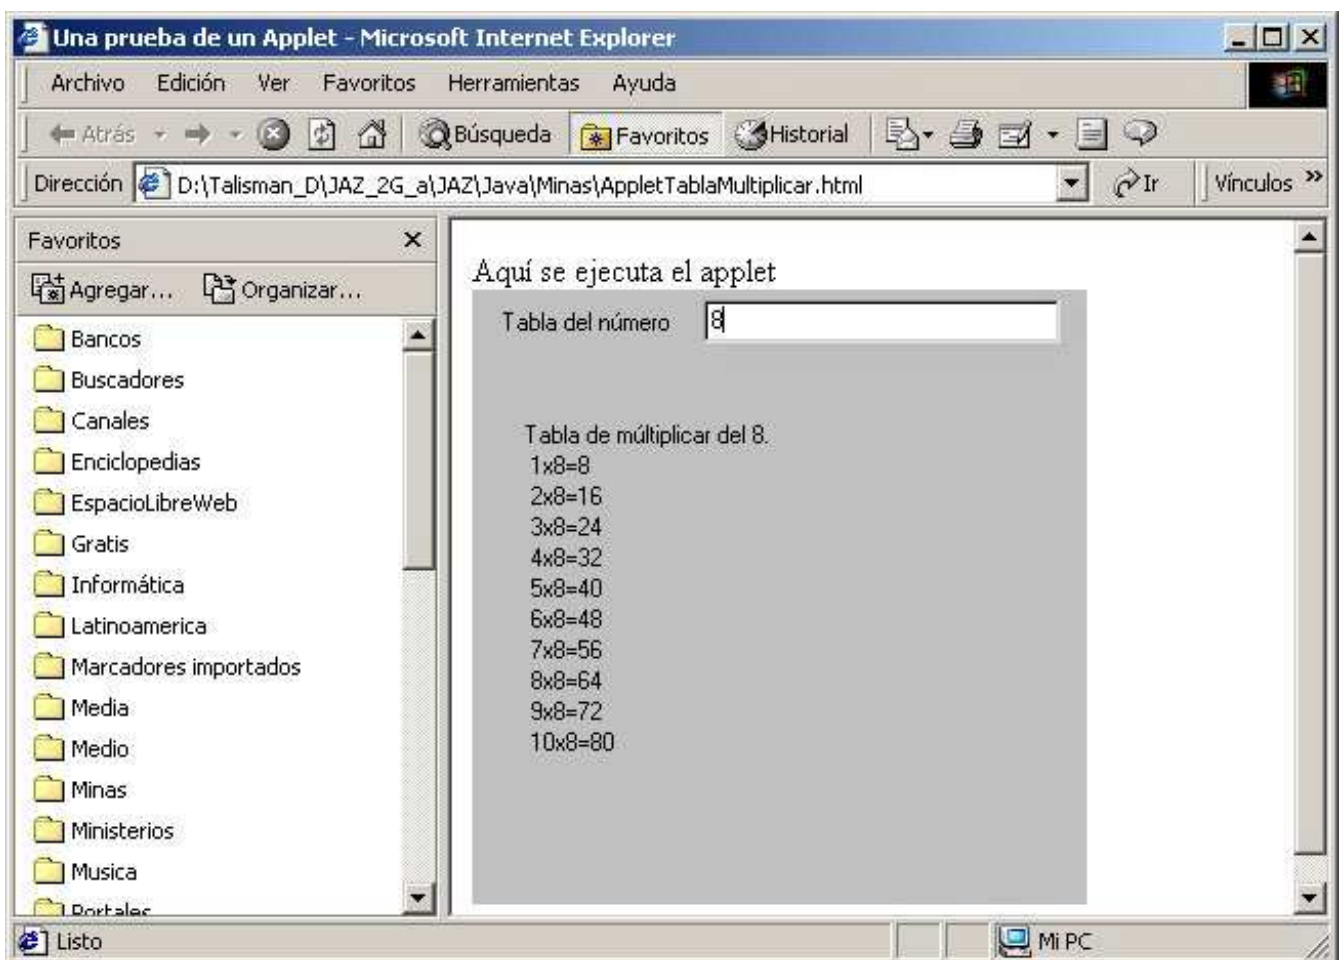 Una prueba de un Applet - Microsoft Internet Explorer
Archivo Edición Ver Favoritos Herramientas Ayuda
Atrás Búsqueda Favoritos Historial
Dirección D:\Talisman_D\JAZ_2G_a\JAZ\Java\Minas\AppletTablaMultiplicar.html Ir Vínculos »
Favoritos
Agregar... Organizar...
Bancos
Buscadores
Canales
Enciclopedias
EspacioLibreWeb
Gratis
Informática
Latinoamerica
Marcadores importados
Media
Medio
Minas
Ministerios
Musica
Portales
Aquí se ejecuta el applet
Tabla del número 8
Tabla de múltiplicar del 8.
1x8=8
2x8=16
3x8=24
4x8=32
5x8=40
6x8=48
7x8=56
8x8=64
9x8=72
10x8=80
Listo Mi PC